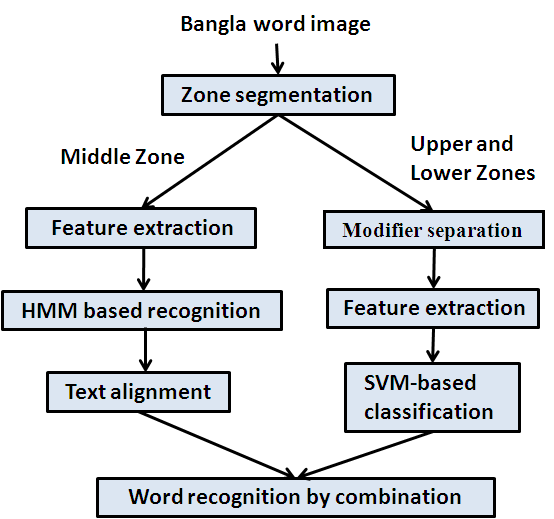 Bangla word image
Zone segmentation
Middle Zone
Upper and
Lower Zones
Feature extraction
Modifier separation
HMM based recognition
Feature extraction
Text alignment
SVM-based
classification
Word recognition by combination